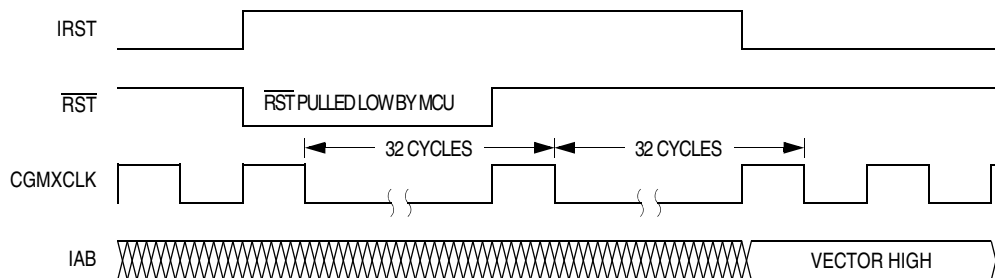 IRST
RST
RST PULLED LOW BY MCU
32 CYCLES
32 CYCLES
CGMXCLK
IAB
VECTOR HIGH